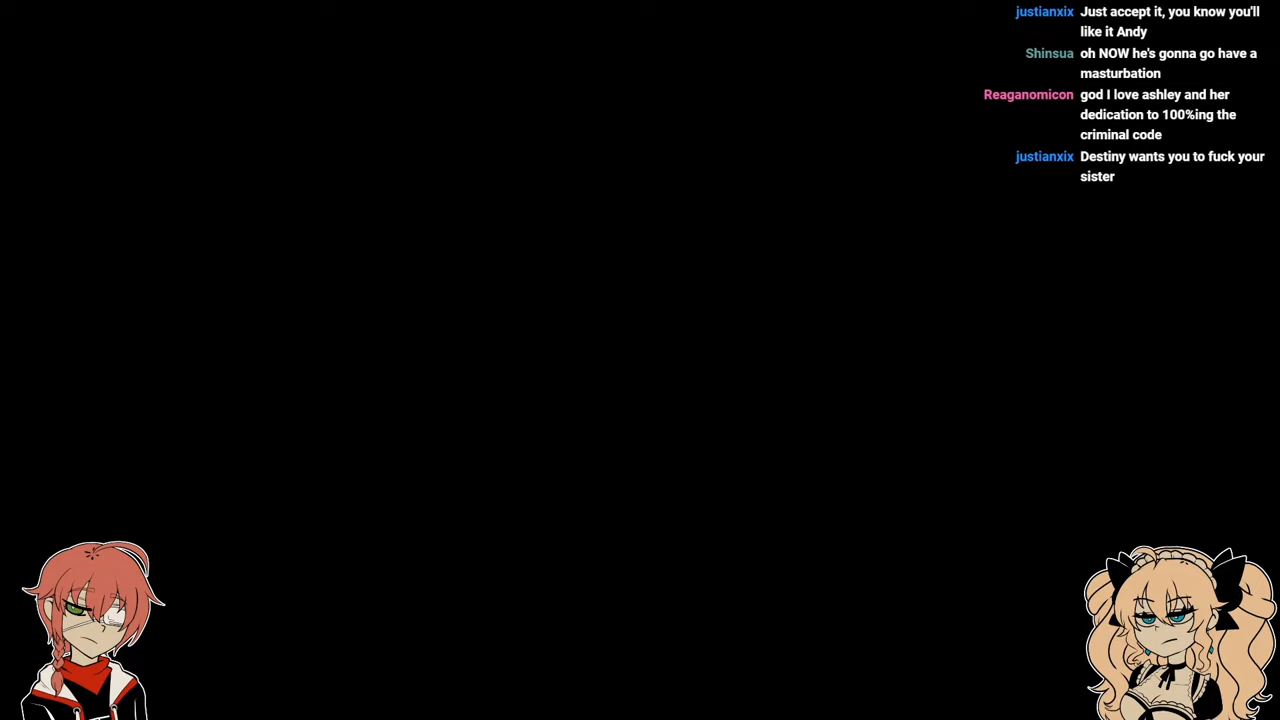 justianxix Just accept it, you know you'll
like it Andy
Shinsua oh NOW he's gonna go have a
masturbation
Reaganomicon god I love ashley and her
dedication to 100%ing the
criminal code
justianxix Destiny wants you to fuck your
sister